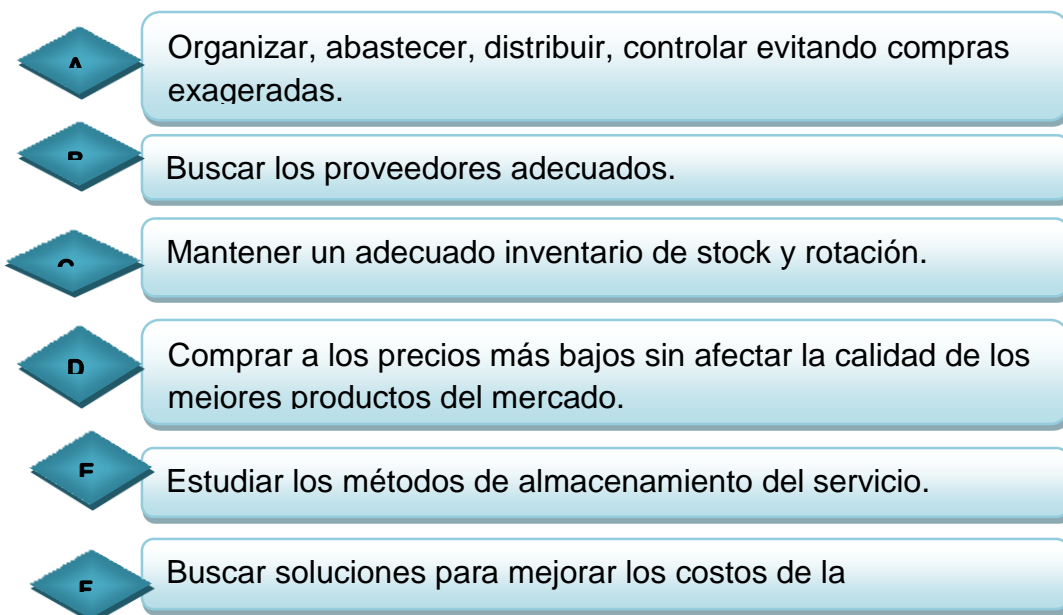 A
Organizar, abastecer, distribuir, controlar evitando compras
exageradas.
B
Buscar los proveedores adecuados.
C
Mantener un adecuado inventario de stock y rotación.
D
Comprar a los precios más bajos sin afectar la calidad de los
mejores productos del mercado.
E
Estudiar los métodos de almacenamiento del servicio.
F
Buscar soluciones para mejorar los costos de la